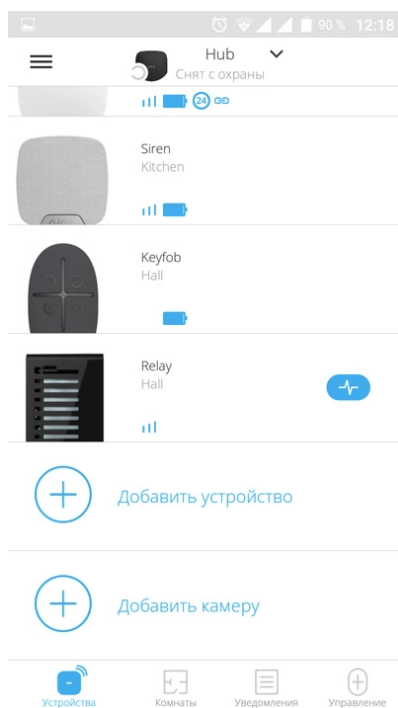 90 % 12:18
Hub
Снят с охраны
24
Siren
Kitchen
Keyfob
Hall
Relay
Hall
Добавить устройство
Добавить камеру
Устройства Комнаты Уведомления Управление